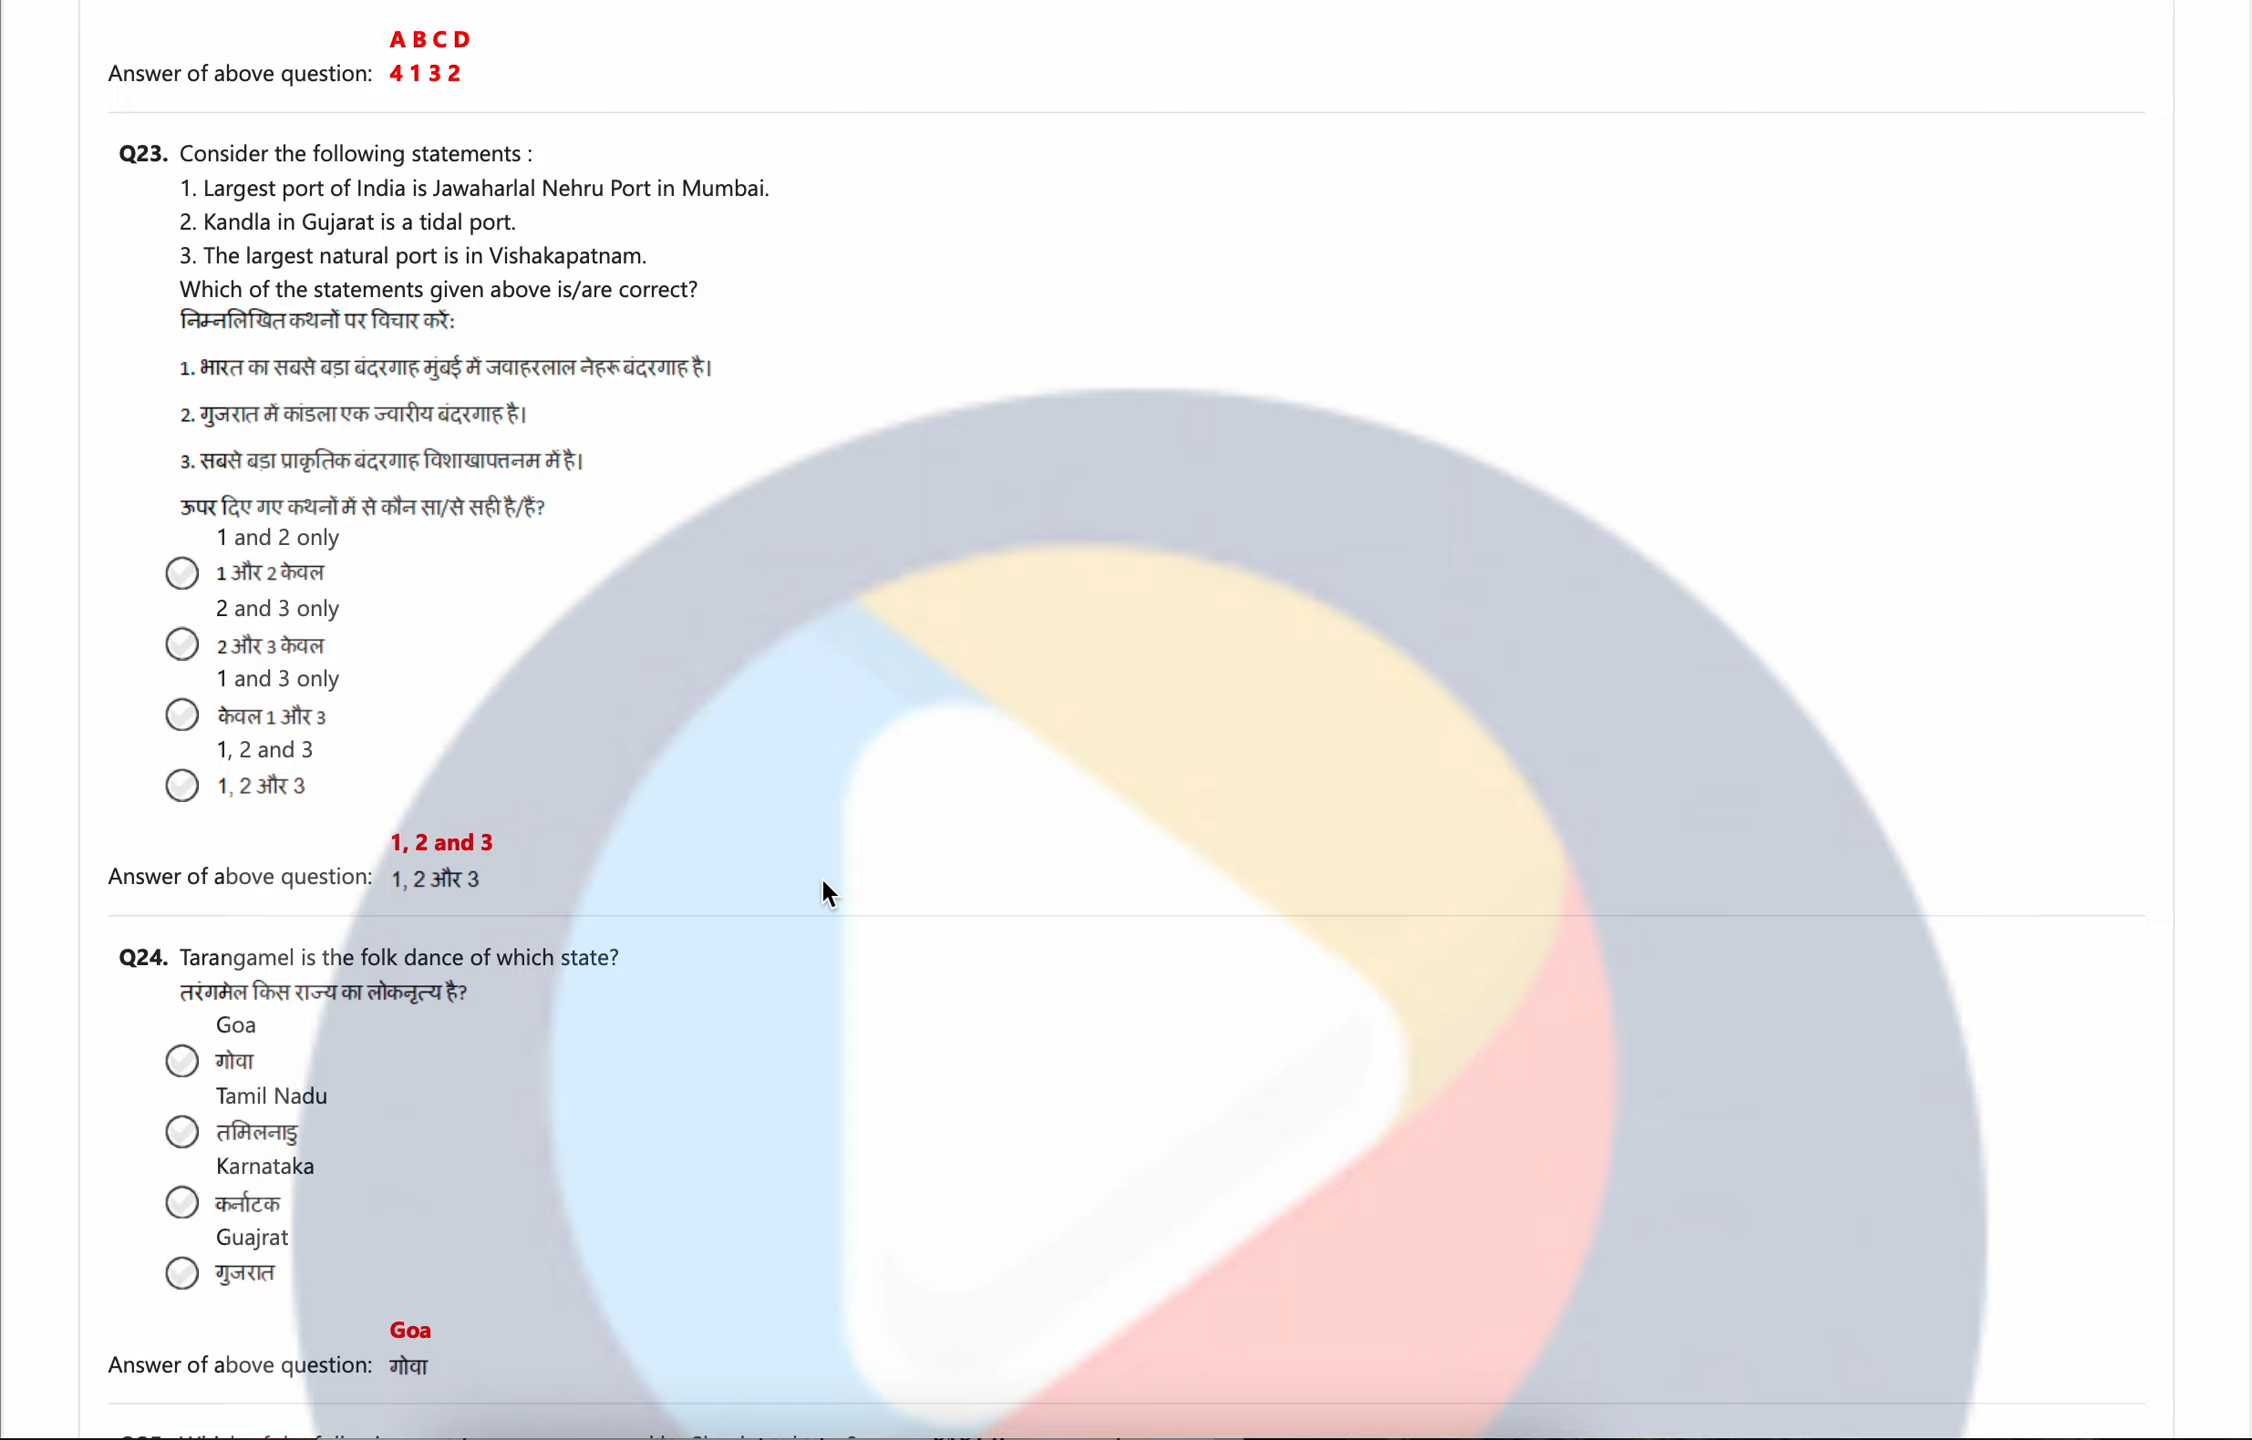 A B C D
Answer of above question: 4 1 3 2
Q23. Consider the following statements :
1. Largest port of India is Jawaharlal Nehru Port in Mumbai.
2. Kandla in Gujarat is a tidal port.
3. The largest natural port is in Vishakapatnam.
Which of the statements given above is/are correct?
निम्नलिखित कथनों पर विचार करें:
1. भारत का सबसे बड़ा बंदरगाह मुंबई में जवाहरलाल नेहरू बंदरगाह है।
2. गुजरात में कांडला एक ज्वारीय बंदरगाह है।
3. सबसे बड़ा प्राकृतिक बंदरगाह विशाखापत्तनम में है।
ऊपर दिए गए कथनों में से कौन सा/से सही है/हैं?
1 and 2 only
1 और 2 केवल
2 and 3 only
2 और 3 केवल
1 and 3 only
केवल 1 और 3
1, 2 and 3
1, 2 और 3
1, 2 and 3
Answer of above question: 1, 2 और 3
Q24. Tarangamel is the folk dance of which state?
तरंगमेल किस राज्य का लोकनृत्य है?
Goa
गोवा
Tamil Nadu
तमिलनाडु
Karnataka
कर्नाटक
Guajrat
गुजरात
Goa
Answer of above question: गोवा